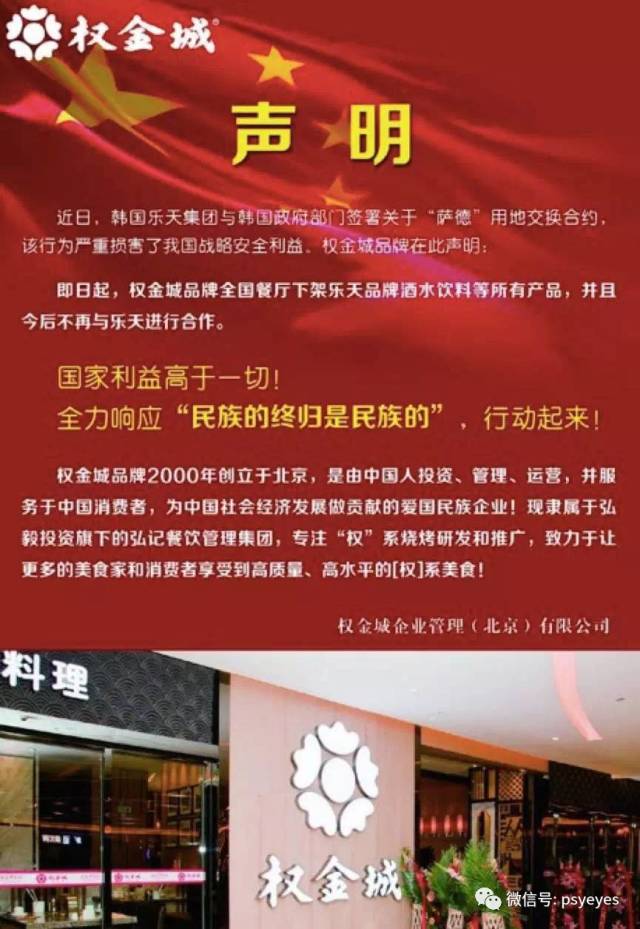 权金城®
声 明
近日，韩国乐天集团与韩国政府部门签署关于“萨德”用地交换合约，
该行为严重损害了我国战略安全利益。权金城品牌在此声明：
即日起，权金城品牌全国餐厅下架乐天品牌酒水饮料等所有产品，并且
今后不再与乐天进行合作。
国家利益高于一切！
全力响应“民族的终归是民族的”，行动起来！
权金城品牌2000年创立于北京，是由中国人投资、管理、运营，并服
务于中国消费者，为中国社会经济发展做贡献的爱国民族企业！现隶属于弘
毅投资旗下的弘记餐饮管理集团，专注“权”系烧烤研发和推广，致力于让
更多的美食家和消费者享受到高质量、高水平的[权]系美食！
权金城企业管理（北京）有限公司
料理
权金城
权金城
微信号: psyeyes